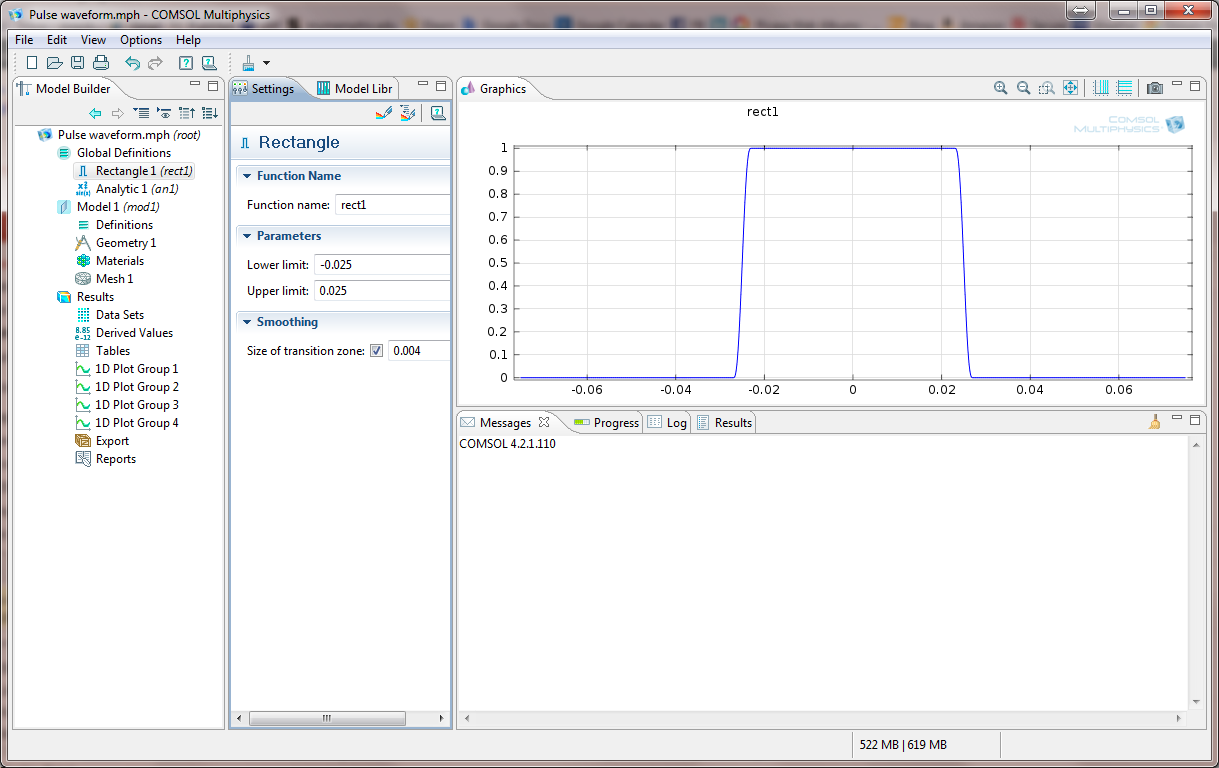 Pulse waveform.mph - COMSOL Multiphysics
File Edit View Options Help
Model Builder
Pulse waveform.mph (root)
Global Definitions
Rectangle 1 (rect1)
Analytic 1 (an1)
Model 1 (mod1)
Definitions
Geometry 1
Materials
Mesh 1
Results
Data Sets
8.85
e-12
Derived Values
Tables
1D Plot Group 1
1D Plot Group 2
1D Plot Group 3
1D Plot Group 4
Export
Reports
Settings Model Libr
Rectangle
Function Name
Function name: rect1
Parameters
Lower limit: -0.025
Upper limit: 0.025
Smoothing
Size of transition zone: 0.004
Graphics
rect1
COMSOL
MULTIPHYSICS
1
0.9
0.8
0.7
0.6
0.5
0.4
0.3
0.2
0.1
0
-0.06 -0.04 -0.02 0 0.02 0.04 0.06
Messages Progress Log Results
COMSOL 4.2.1.110
522 MB | 619 MB